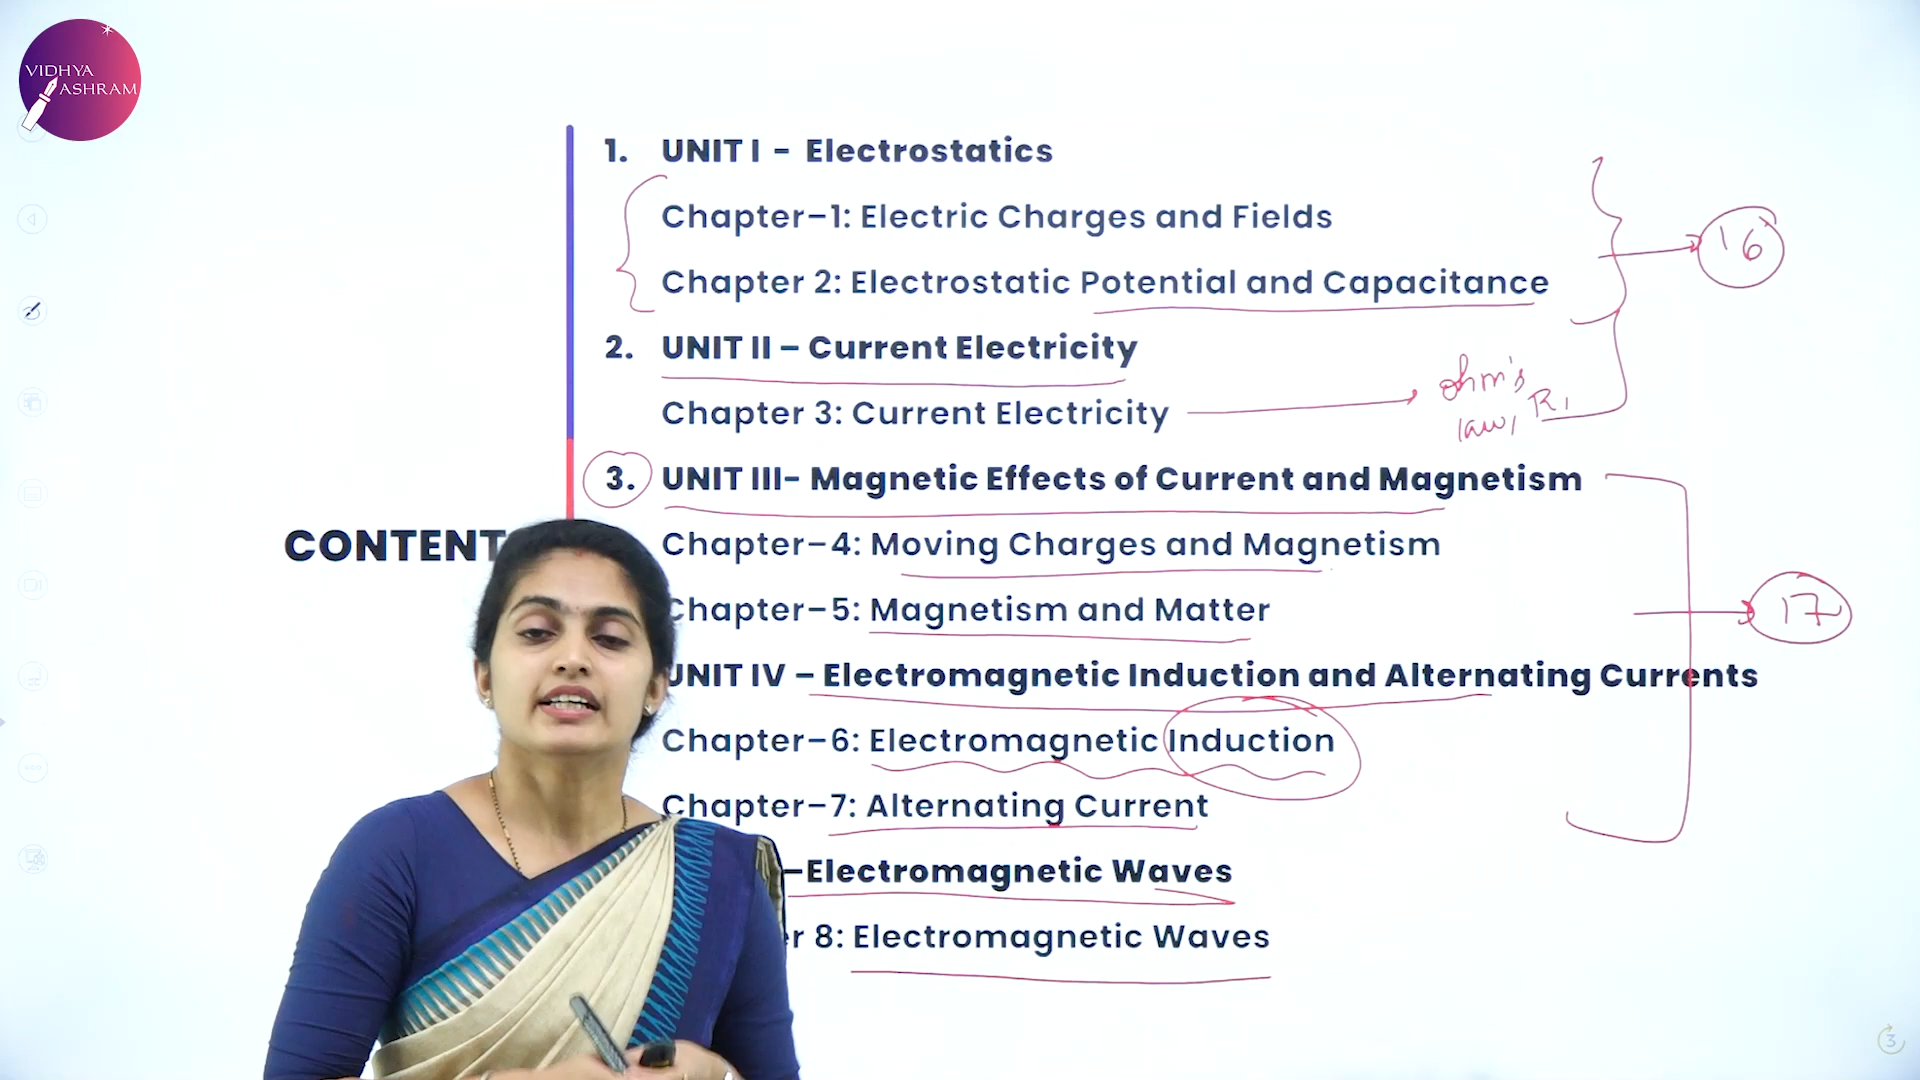 VIDHYA
ASHRAM
1. UNIT I - Electrostatics
Chapter-1: Electric Charges and Fields
Chapter 2: Electrostatic Potential and Capacitance
16
2. UNIT II – Current Electricity
Chapter 3: Current Electricity
ohm's
law, R,
3. UNIT III- Magnetic Effects of Current and Magnetism
CONTENT
Chapter-4: Moving Charges and Magnetism
Chapter-5: Magnetism and Matter
17
UNIT IV – Electromagnetic Induction and Alternating Currents
Chapter-6: Electromagnetic Induction
Chapter-7: Alternating Current
-Electromagnetic Waves
r 8: Electromagnetic Waves
3